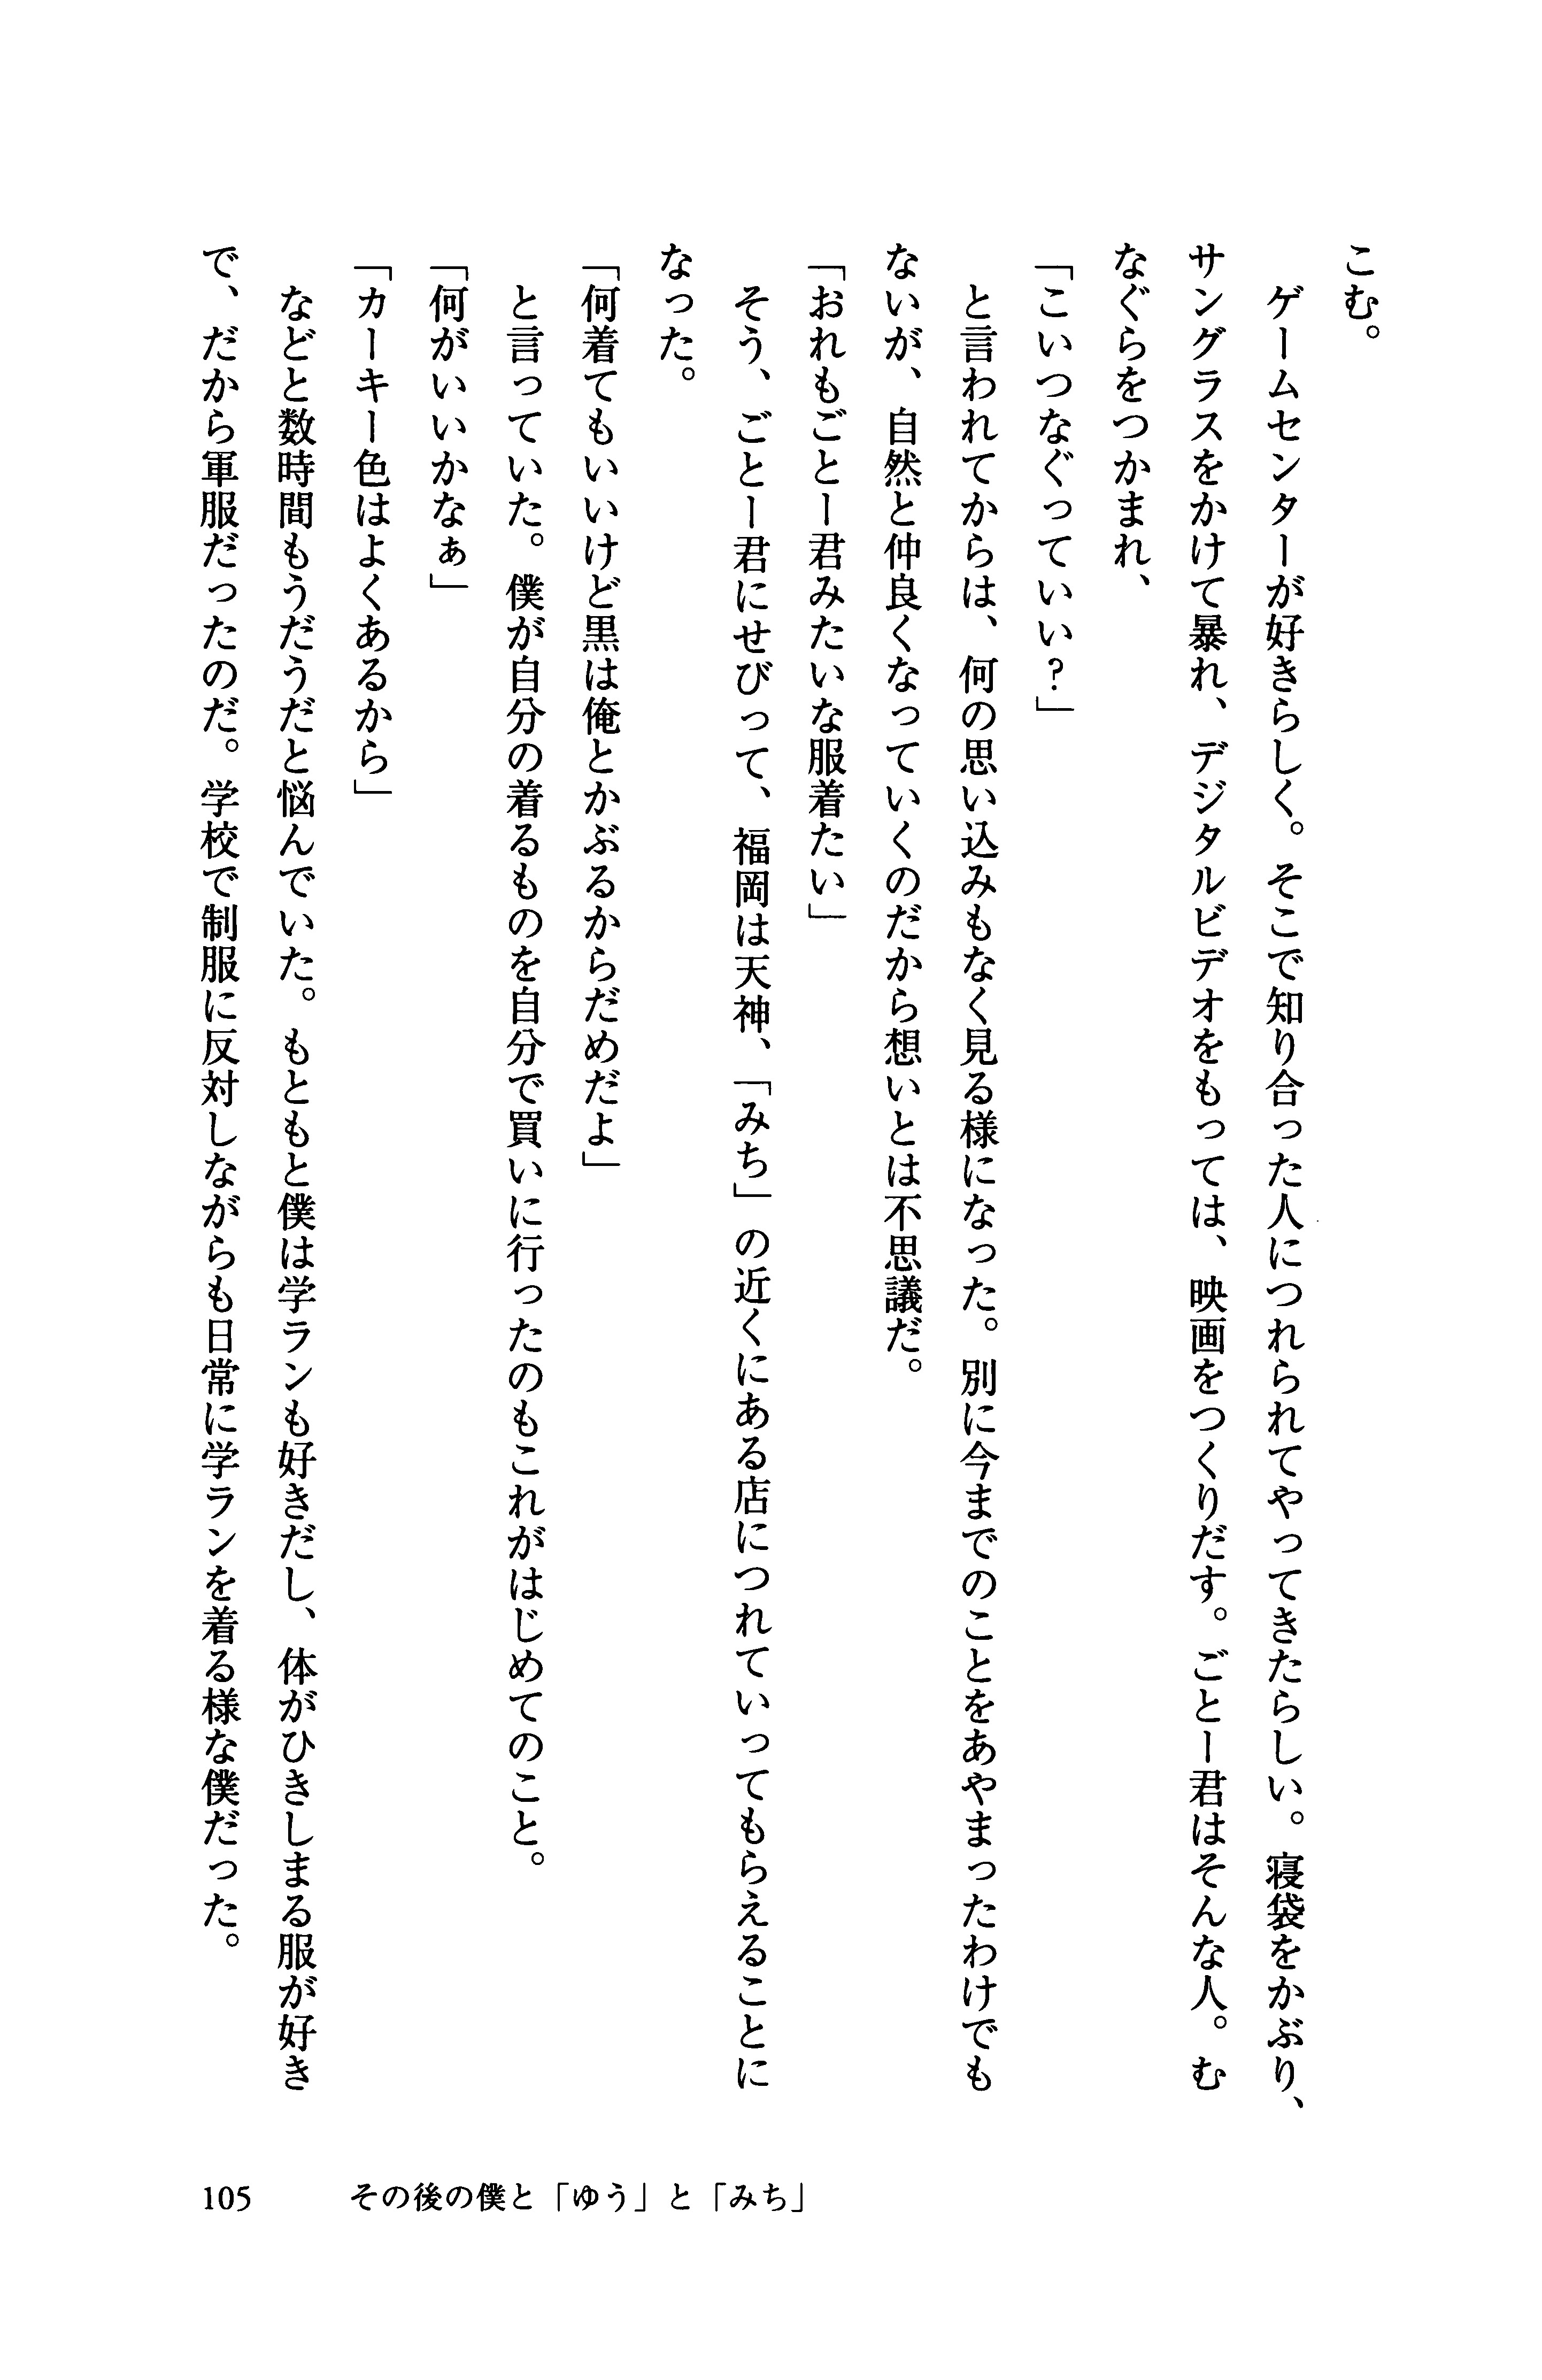 こむ。
　ゲームセンターが好きらしく。そこで知り合った人につれられてやってきたらしい。寝袋をかぶり、
サングラスをかけて暴れ、デジタルビデオをもっては、映画をつくりだす。ごとー君はそんな人。む
なぐらをつかまれ、
「こいつなぐっていい？」
　と言われてからは、何の思い込みもなく見る様になった。別に今までのことをあやまったわけでも
ないが、自然と仲良くなっていくのだから想いとは不思議だ。
「おれもごとー君みたいな服着たい」
　そう、ごとー君にせびって、福岡は天神、「みち」の近くにある店につれていってもらえることに
なった。
「何着てもいいけど黒は俺とかぶるからだめだよ」
　と言っていた。僕が自分の着るものを自分で買いに行ったのもこれがはじめてのこと。
「何がいいかなぁ」
「カーキー色はよくあるから」
　などと数時間もうだうだと悩んでいた。もともと僕は学ランも好きだし、体がひきしまる服が好き
で、だから軍服だったのだ。学校で制服に反対しながらも日常に学ランを着る様な僕だった。
105　その後の僕と「ゆう」と「みち」